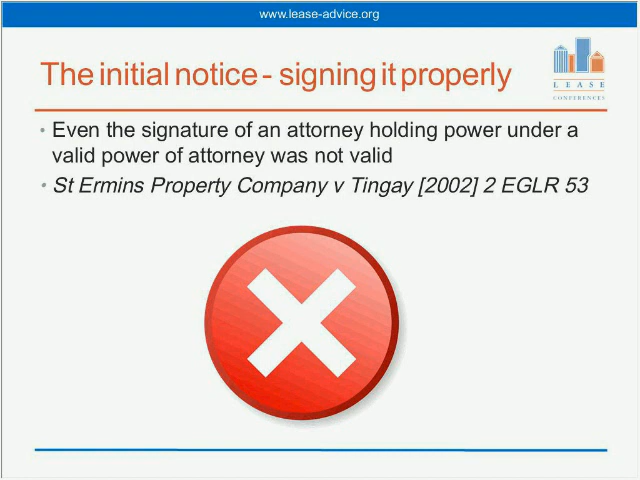 www.lease-advice.org
The initial notice - signing it properly
L E A S E
CONFERENCES
• Even the signature of an attorney holding power under a
valid power of attorney was not valid
• St Ermins Property Company v Tingay [2002] 2 EGLR 53